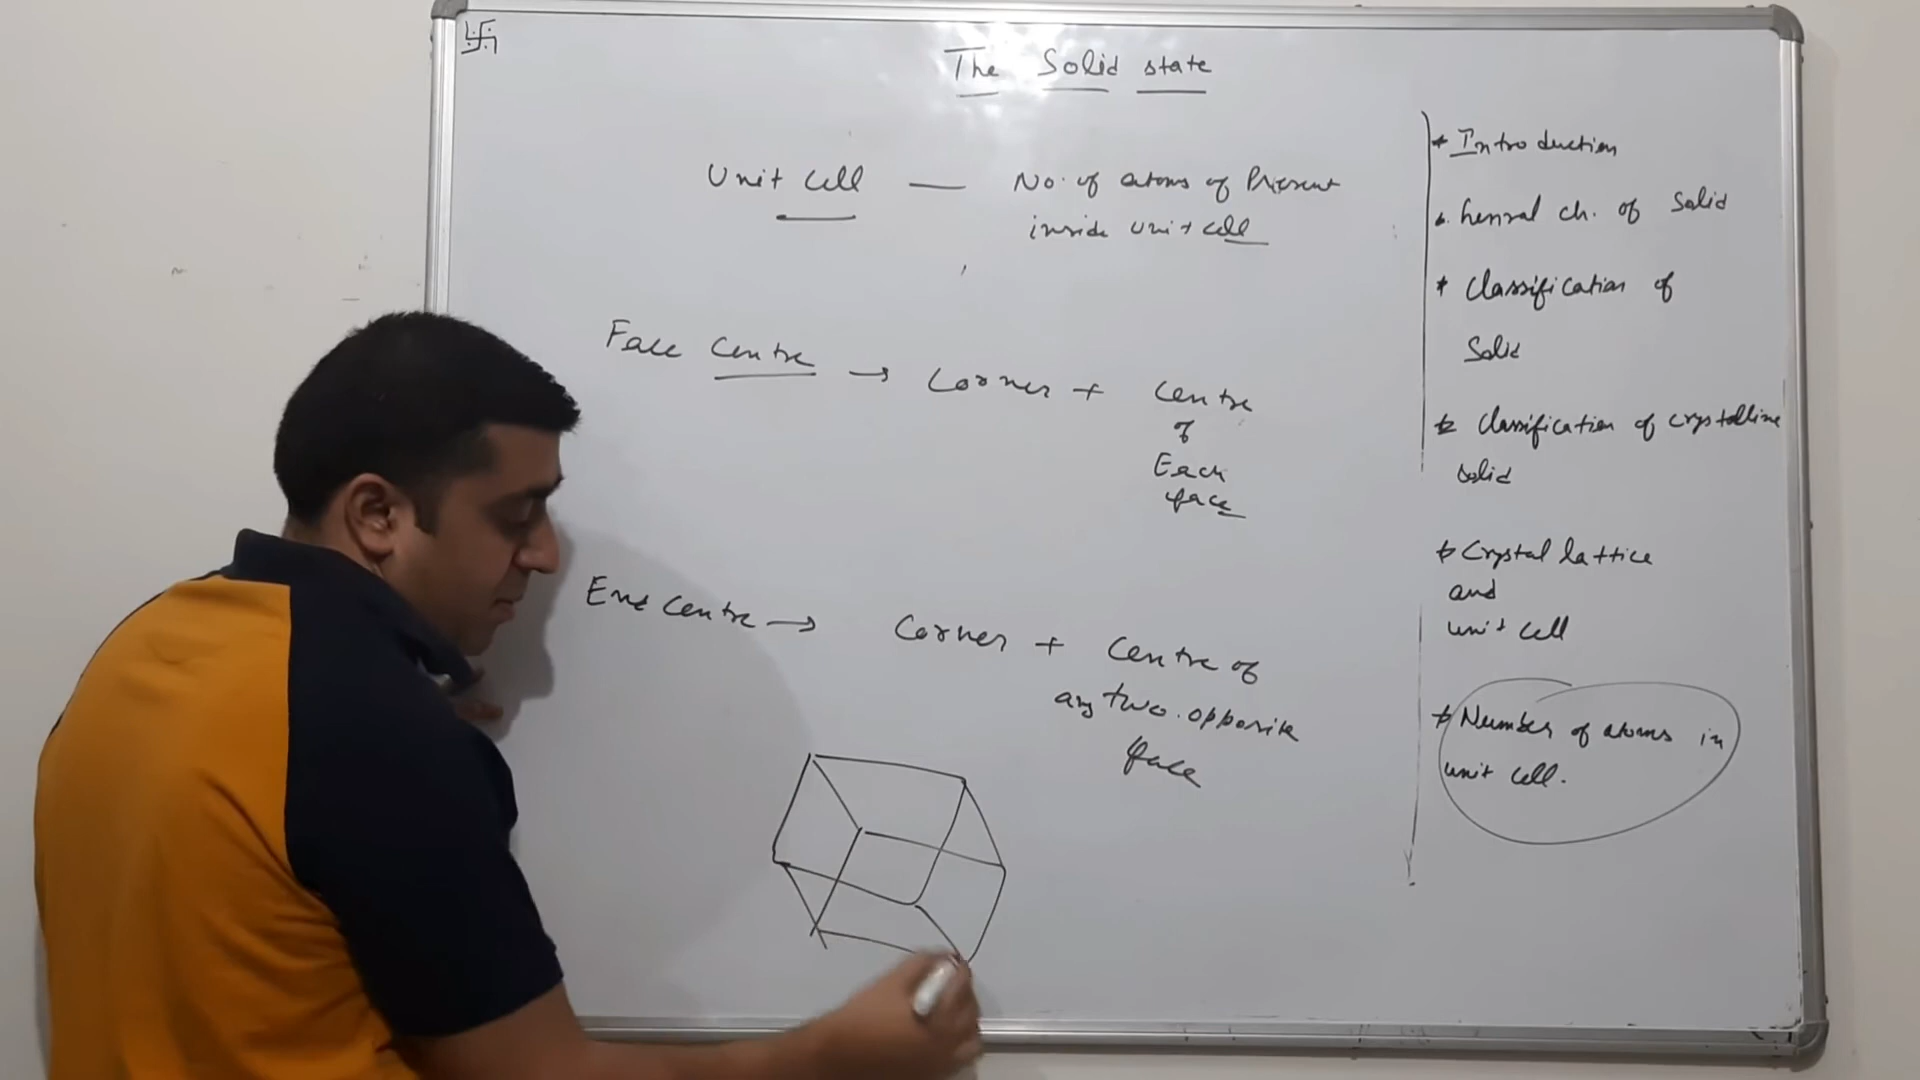 The Solid state
Unit Cell — No. of atoms of Present
inside unit cell
Face Centre → Corner + Centre
of
Each
face
End Centre → Corner + Centre of
any two opposite
face
* Introduction
ch. of Solid
* Classification of
Solid
* Classification of crystalline
solid
* Crystal lattice
and
unit cell
* Number of atoms in
unit cell.